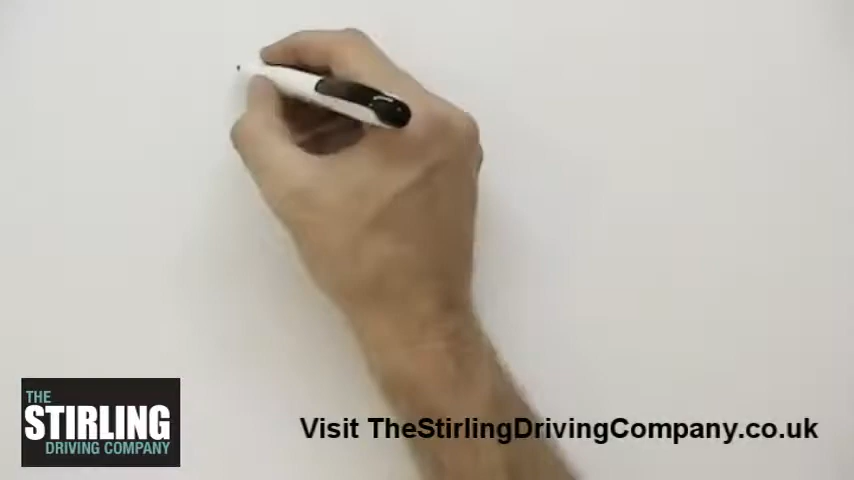 THE
STIRLING
DRIVING COMPANY
Visit TheStirlingDrivingCompany.co.uk